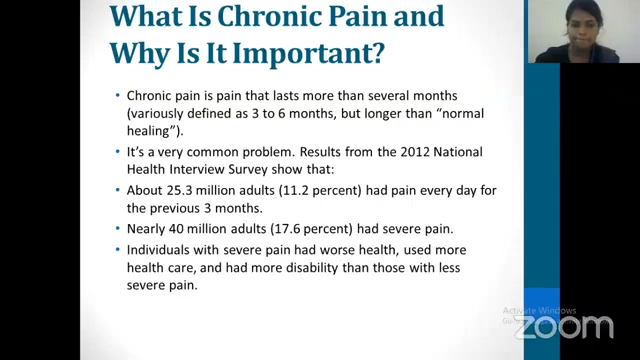 What Is Chronic Pain and
Why Is It Important?
• Chronic pain is pain that lasts more than several months
(variously defined as 3 to 6 months, but longer than “normal
healing”).
• It’s a very common problem. Results from the 2012 National
Health Interview Survey show that:
• About 25.3 million adults (11.2 percent) had pain every day for
the previous 3 months.
• Nearly 40 million adults (17.6 percent) had severe pain.
• Individuals with severe pain had worse health, used more
health care, and had more disability than those with less
severe pain.
Activate Windows
zoom